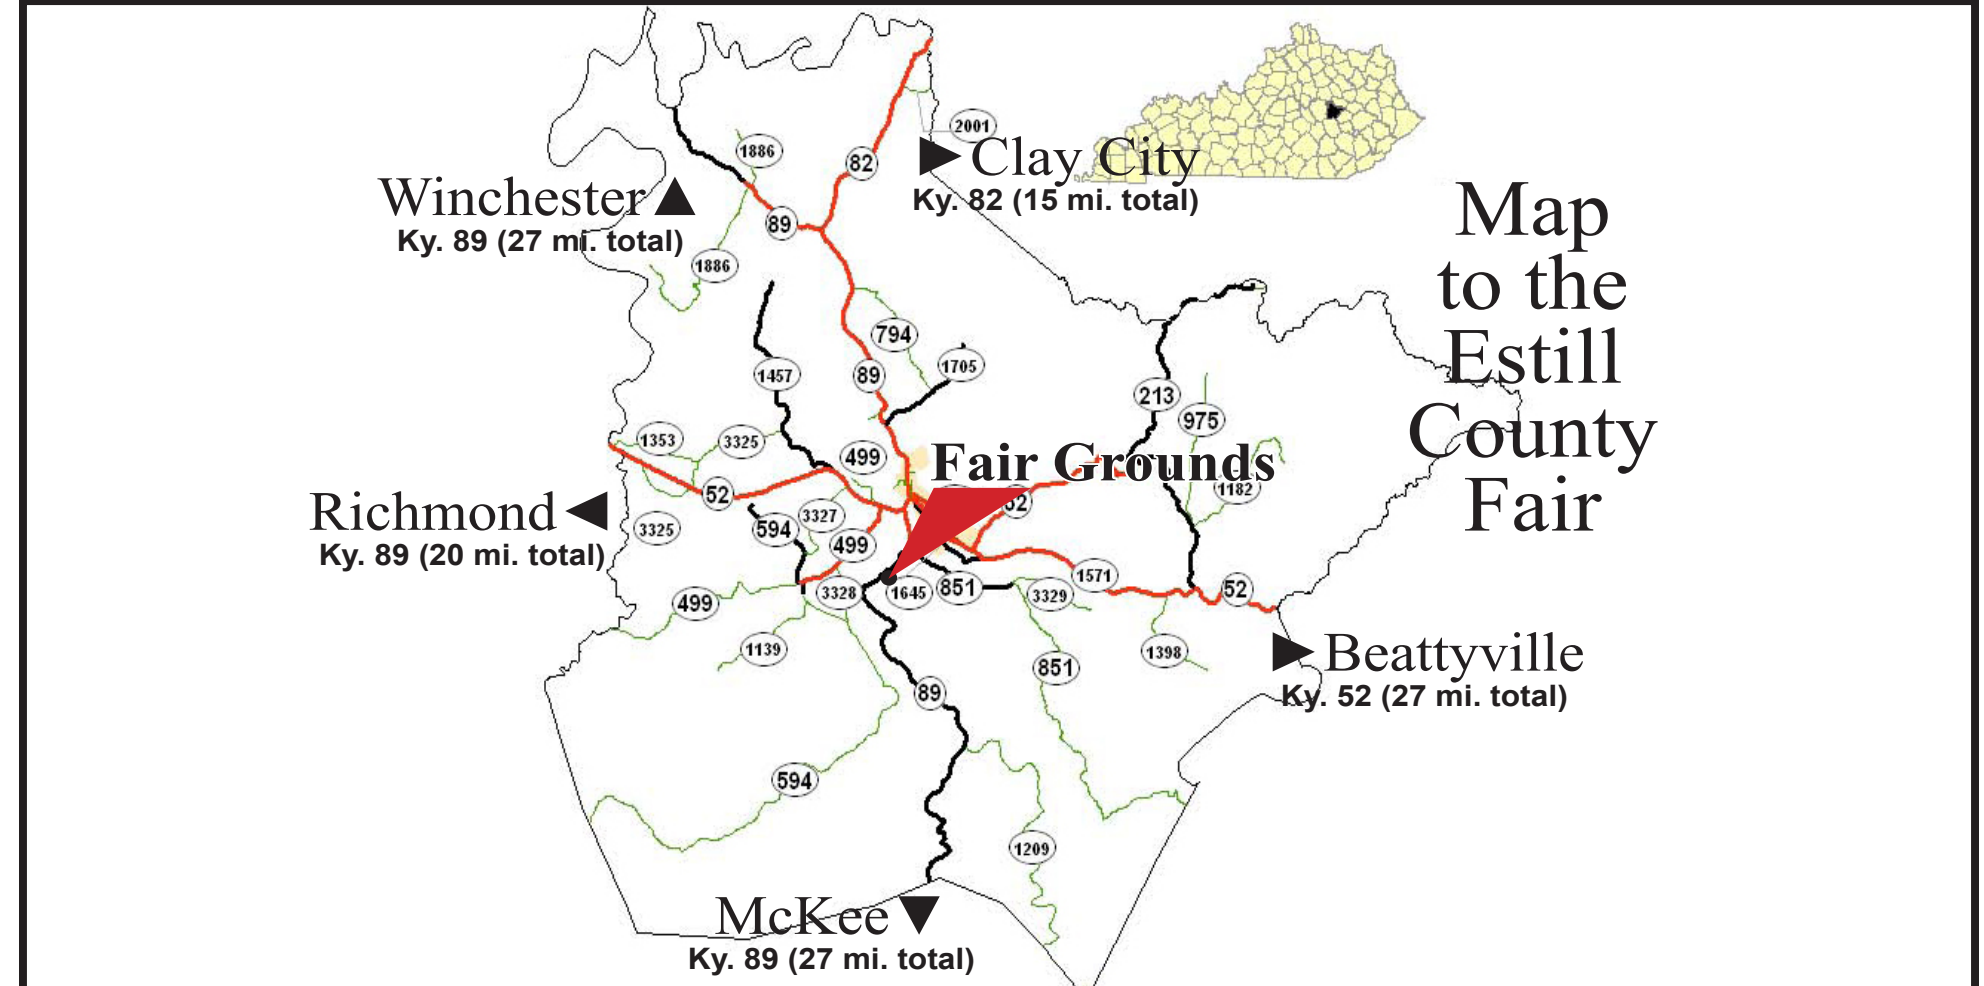 2001
1886
82
Clay City
Ky. 82 (15 mi. total)
Winchester
Ky. 89 (27 mi. total)
89
1886
Map
to the
Estill
County
Fair
794
1705
1457
89
213
975
1353
3325
499
Fair Grounds
1182
52
52
Richmond
Ky. 89 (20 mi. total)
3325
594
3327
499
1571
499
3328
1645
851
3329
52
1139
851
1398
Beattyville
Ky. 52 (27 mi. total)
89
594
1209
McKee
Ky. 89 (27 mi. total)